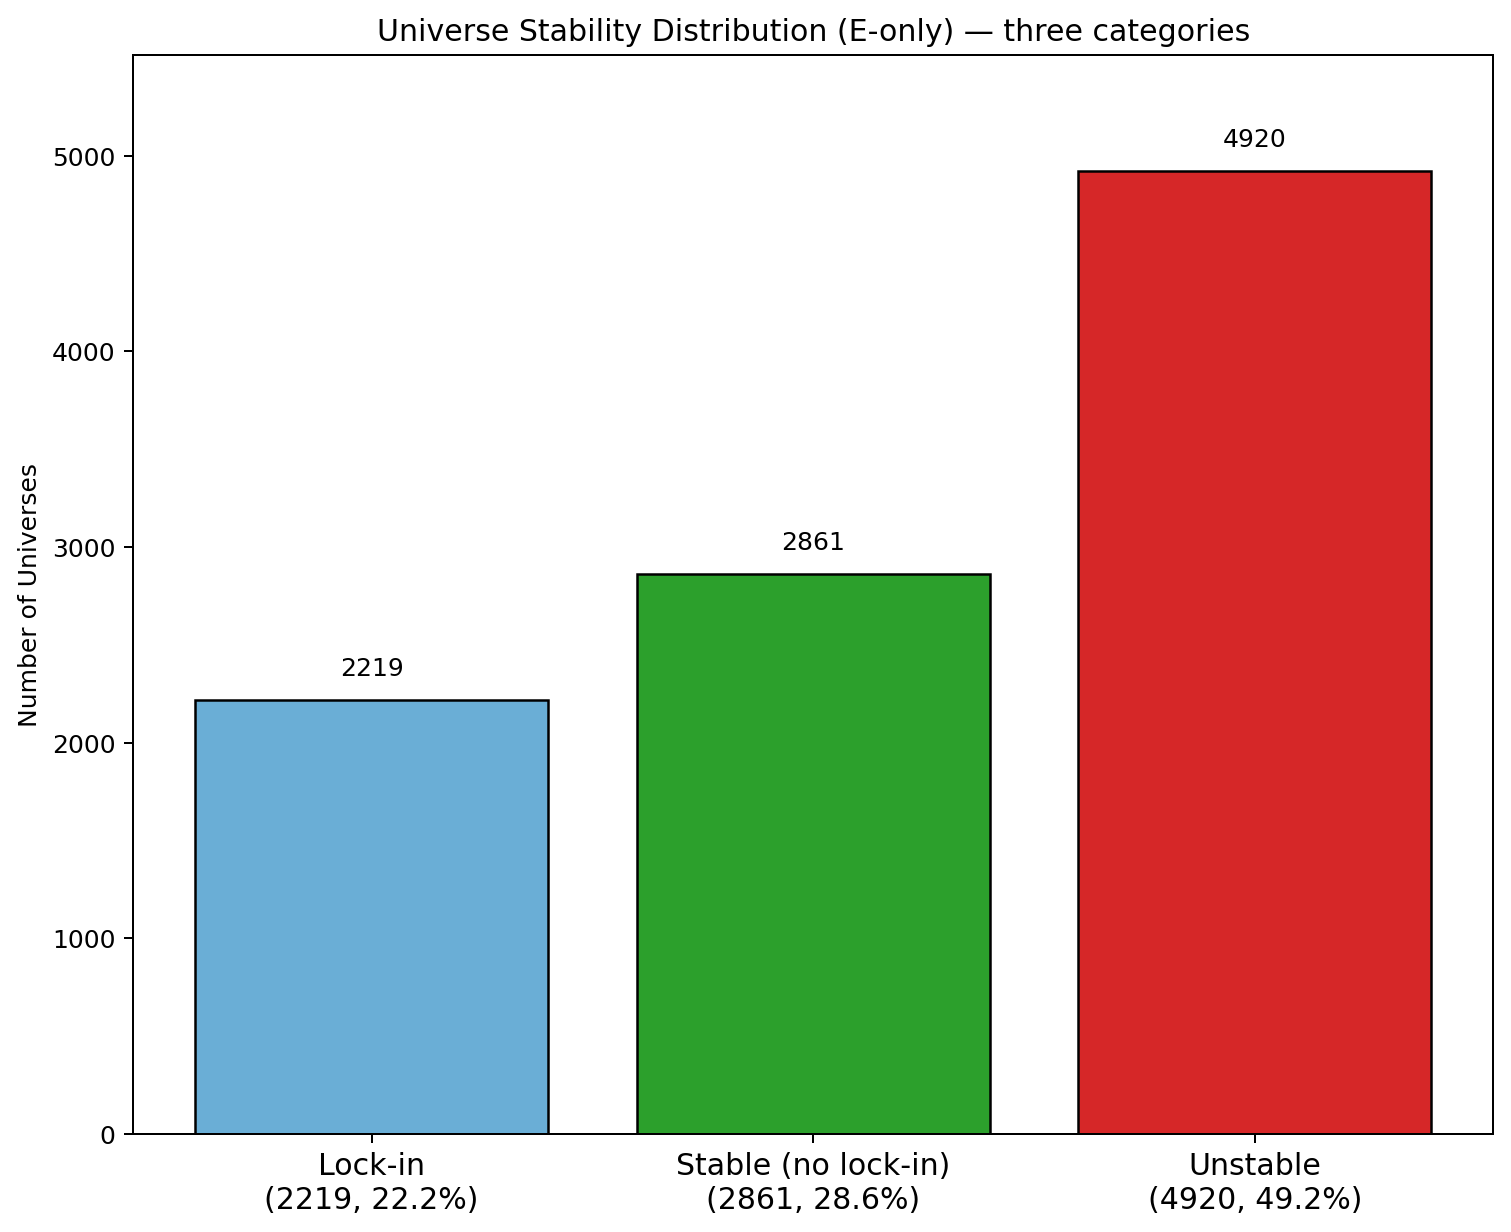 Universe Stability Distribution (E-only) — three categories
Number of Universes
5000
4000
3000
2000
1000
0
2219
2861
4920
Lock-in
(2219, 22.2%)
Stable (no lock-in)
(2861, 28.6%)
Unstable
(4920, 49.2%)